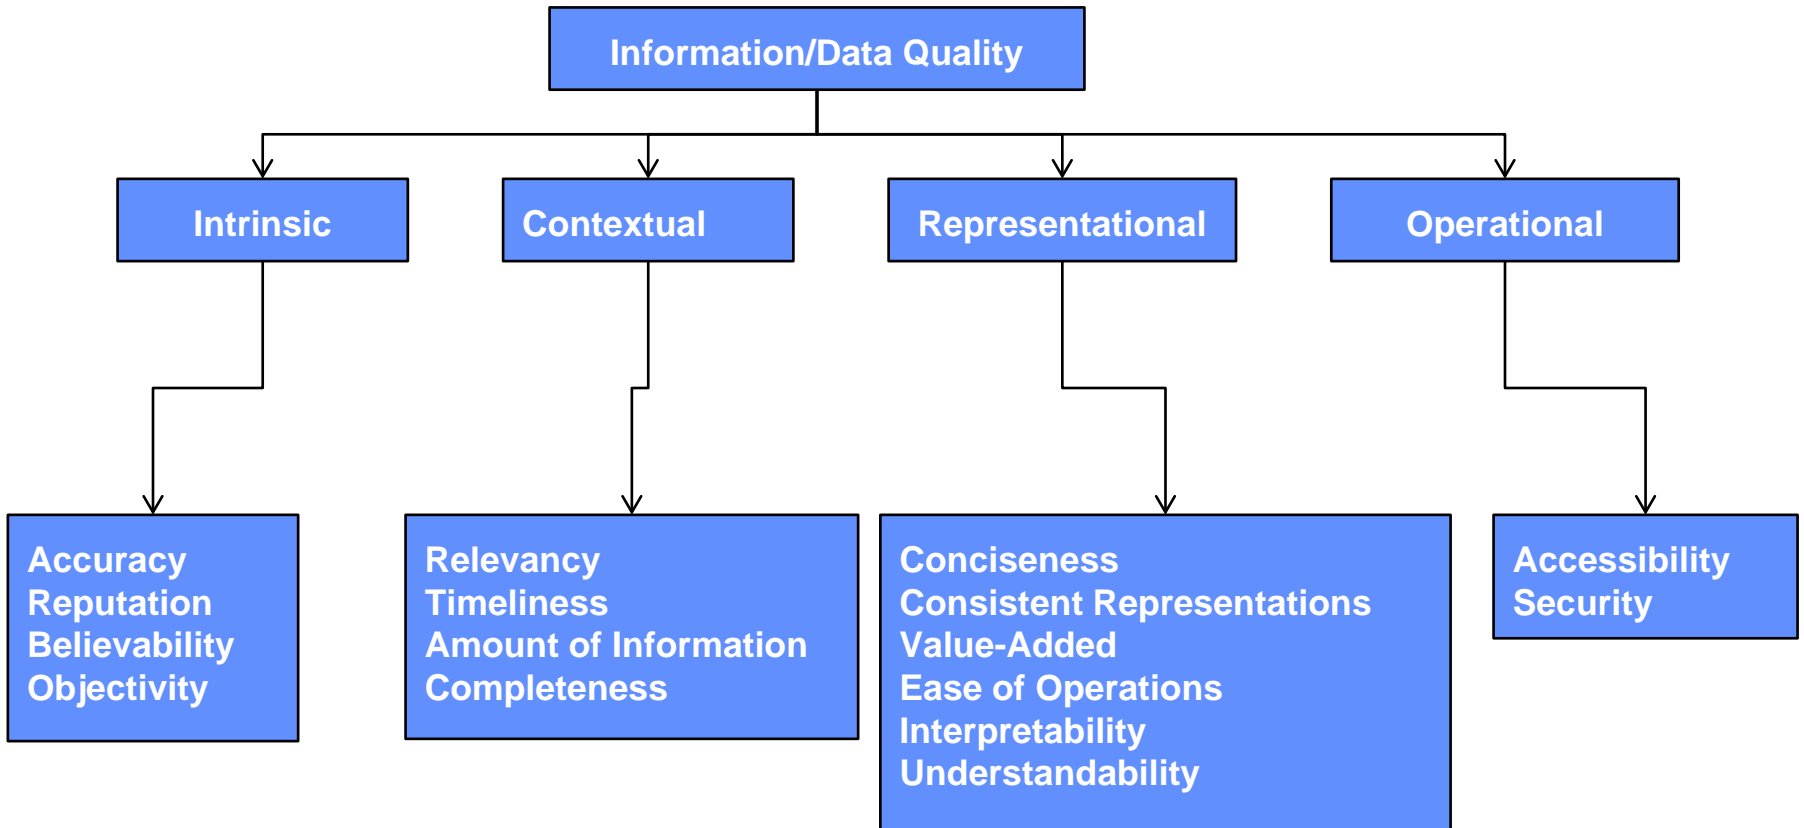 Information/Data Quality
Intrinsic
Contextual
Representational
Operational
Accuracy
Reputation
Believability
Objectivity
Relevancy
Timeliness
Amount of Information
Completeness
Conciseness
Consistent Representations
Value-Added
Ease of Operations
Interpretability
Understandability
Accessibility
Security